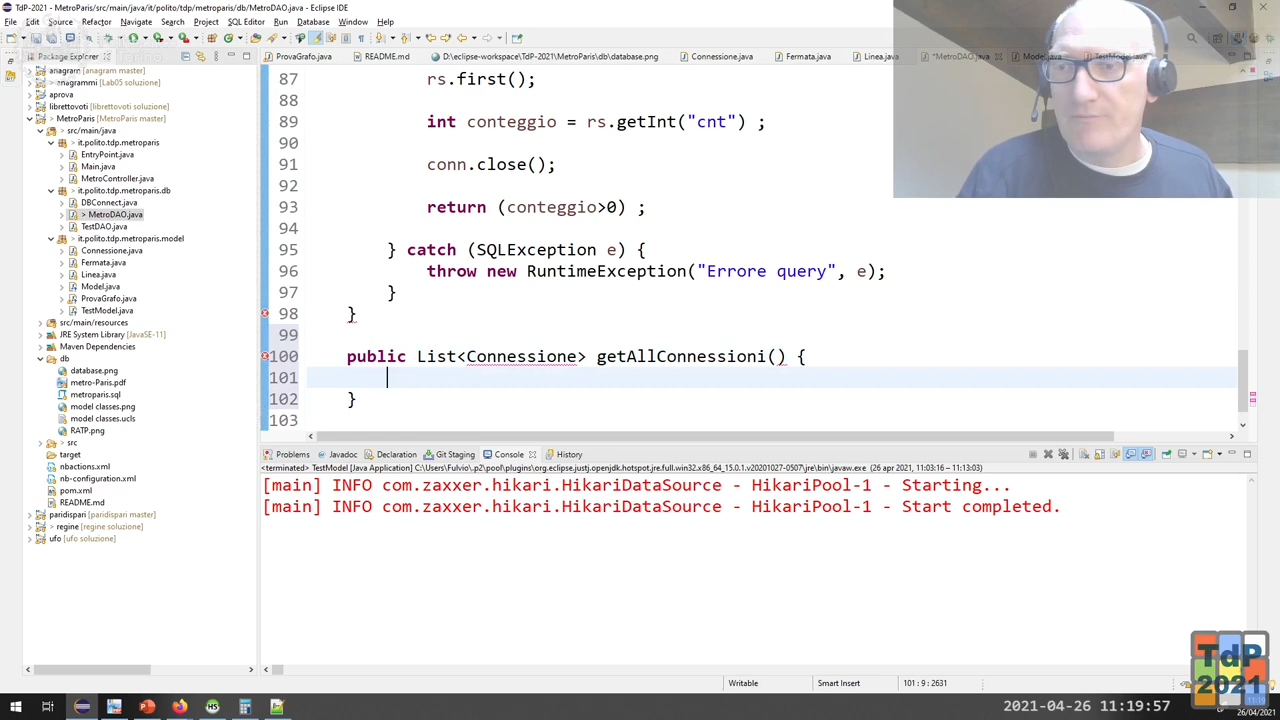 TdP-2021 - MetroParis/src/main/java/it/polito/tdp/metroparis/db/MetroDAO.java - Eclipse IDE
File Edit Source Refactor Navigate Search Project SQL Editor Run Database Window Help
Package Explorer
ProvaGrafo.java README.md D:\eclipse-workspace\TdP-2021\MetroParis\db\database.png Connessione.java Fermata.java Linea.java *MetroDAO.java Model.java TestModel.java
anagram [anagram master]
> anagrammi [Lab05 soluzione]
aprova
librettovoti [librettovoti soluzione]
> MetroParis [MetroParis master]
> src/main/java
> it.polito.tdp.metroparis
EntryPoint.java
Main.java
MetroController.java
> it.polito.tdp.metroparis.db
DBConnect.java
> MetroDAO.java
TestDAO.java
> it.polito.tdp.metroparis.model
Connessione.java
Fermata.java
Linea.java
Model.java
> ProvaGrafo.java
TestModel.java
src/main/resources
JRE System Library [JavaSE-11]
Maven Dependencies
db
database.png
metro-Paris.pdf
metroparis.sql
model classes.png
model classes.ucls
RATP.png
> src
target
nbactions.xml
nb-configuration.xml
pom.xml
README.md
paridispari [paridispari master]
> regine [regine soluzione]
ufo [ufo soluzione]
87 rs.first();
88
89 int conteggio = rs.getInt("cnt") ;
90
91 conn.close();
92
93 return (conteggio>0) ;
94
95 } catch (SQLException e) {
96 throw new RuntimeException("Errore query", e);
97 }
98 }
99
100 public List<Connessione> getAllConnessioni() {
101
102 }
103
Problems Javadoc Declaration Git Staging Console History
<terminated> TestModel [Java Application] C:\Users\Fulvio\.p2\pool\plugins\org.eclipse.justj.openjdk.hotspot.jre.full.win32.x86_64_15.0.1.v20201027-0507\jre\bin\javaw.exe (26 apr 2021, 11:03:16 – 11:13:03)
[main] INFO com.zaxxer.hikari.HikariDataSource - HikariPool-1 - Starting...
[main] INFO com.zaxxer.hikari.HikariDataSource - HikariPool-1 - Start completed.
Writable Smart Insert 101 : 9 : 2631
TdP
2021
2021-04-26 11:19:57
11:19
26/04/2021